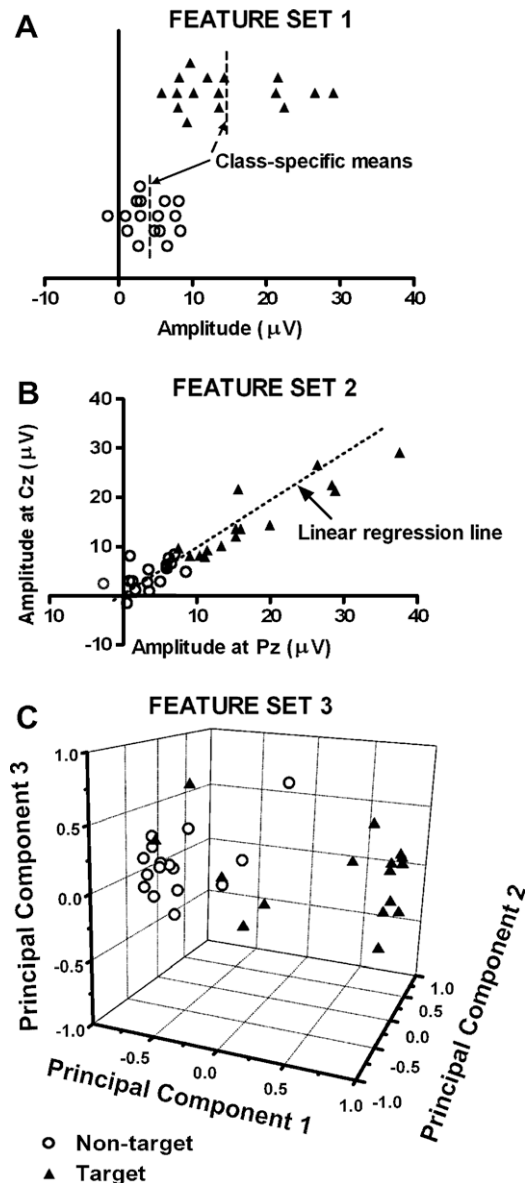 A
FEATURE SET 1
Class-specific means
-10 0 10 20 30 40
Amplitude (μV)
B
FEATURE SET 2
40
30
20
10
-10
Amplitude at Cz (μV)
Linear regression line
10 0 10 20 30 40
Amplitude at Pz (μV)
C
FEATURE SET 3
1.0
0.5
0.0
-0.5
-1.0
Principal Component 3
-0.5 0.0 0.5 1.0
Principal Component 1
1.0
0.5
0.0
-0.5
-1.0
Principal Component 2
Non-target
Target